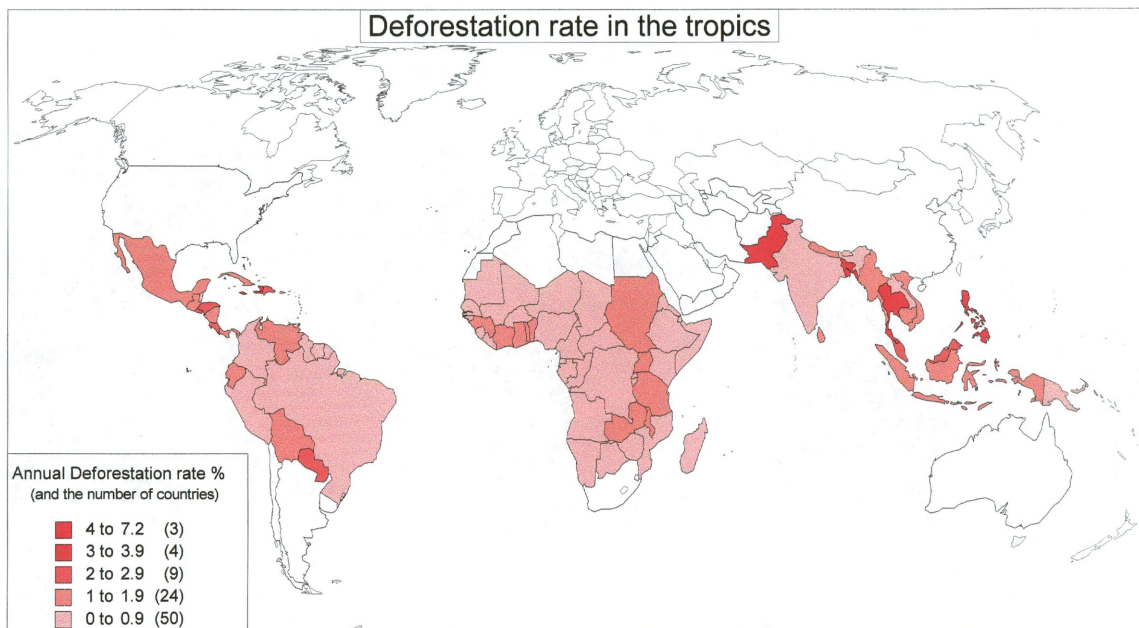 Deforestation rate in the tropics
Annual Deforestation rate %
(and the number of countries)
4 to 7.2 (3)
3 to 3.9 (4)
2 to 2.9 (9)
1 to 1.9 (24)
0 to 0.9 (50)